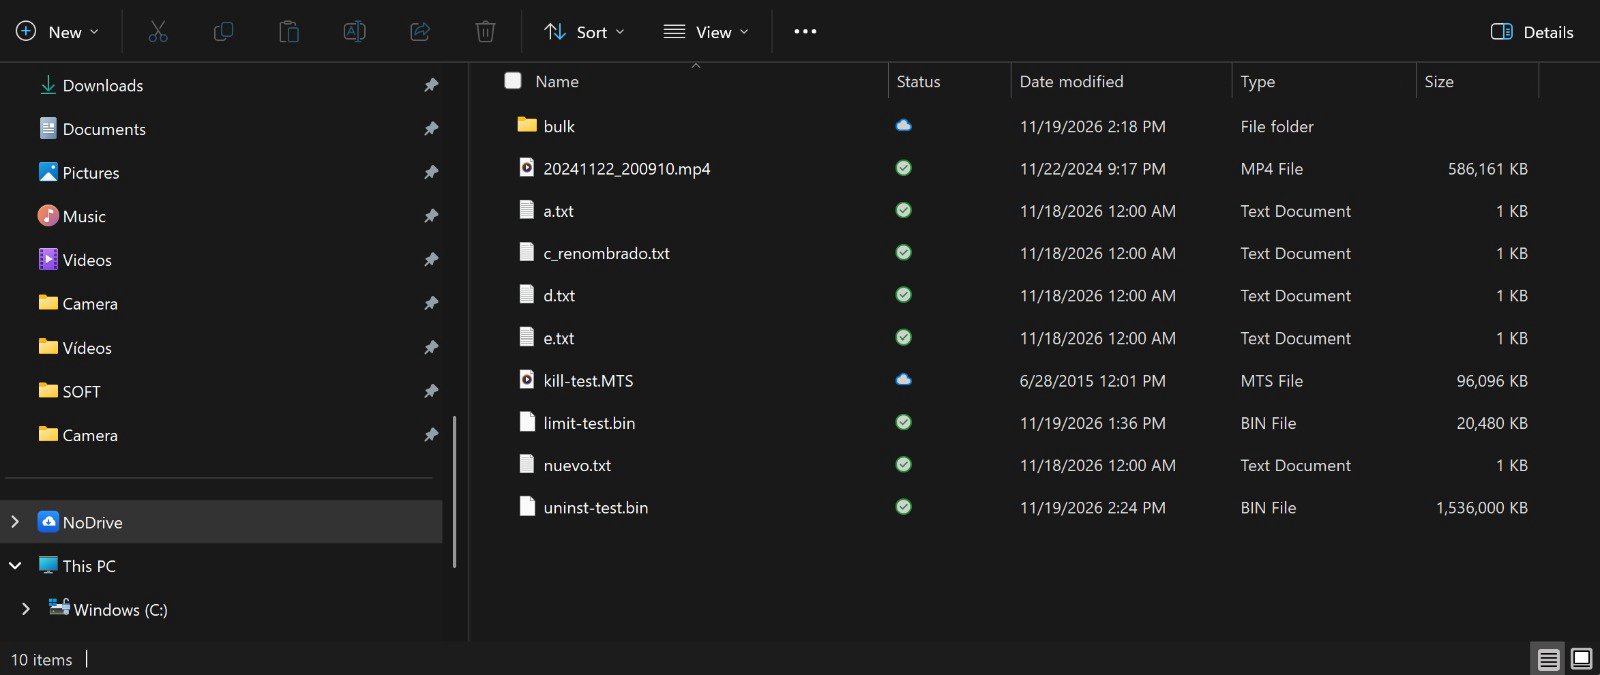 New Sort View Details
Downloads
Documents
Pictures
Music
Videos
Camera
Vídeos
SOFT
Camera
NoDrive
This PC
Windows (C:)
Name Status Date modified Type Size
bulk 11/19/2026 2:18 PM File folder
20241122_200910.mp4 11/22/2024 9:17 PM MP4 File 586,161 KB
a.txt 11/18/2026 12:00 AM Text Document 1 KB
c_renombrado.txt 11/18/2026 12:00 AM Text Document 1 KB
d.txt 11/18/2026 12:00 AM Text Document 1 KB
e.txt 11/18/2026 12:00 AM Text Document 1 KB
kill-test.MTS 6/28/2015 12:01 PM MTS File 96,096 KB
limit-test.bin 11/19/2026 1:36 PM BIN File 20,480 KB
nuevo.txt 11/18/2026 12:00 AM Text Document 1 KB
uninst-test.bin 11/19/2026 2:24 PM BIN File 1,536,000 KB
10 items